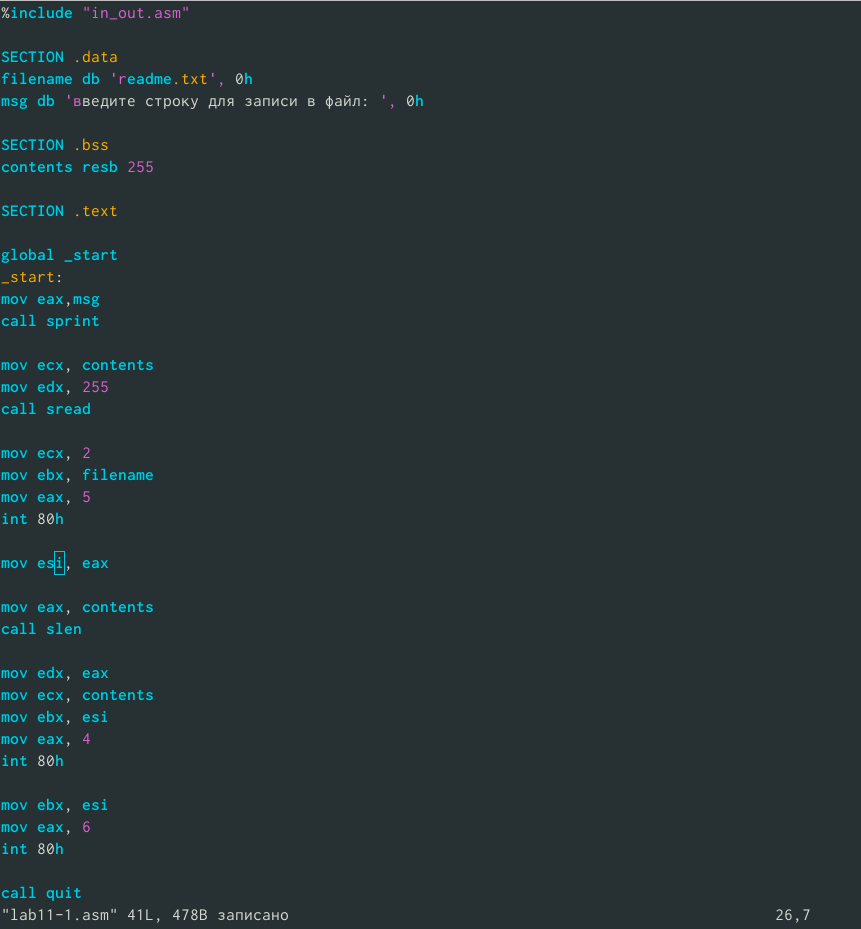 %include "in_out.asm"
SECTION .data
filename db 'readme.txt', 0h
msg db 'введите строку для записи в файл: ', 0h
SECTION .bss
contents resb 255
SECTION .text
global _start
_start:
mov eax,msg
call sprint
mov ecx, contents
mov edx, 255
call sread
mov ecx, 2
mov ebx, filename
mov eax, 5
int 80h
mov esi, eax
mov eax, contents
call slen
mov edx, eax
mov ecx, contents
mov ebx, esi
mov eax, 4
int 80h
mov ebx, esi
mov eax, 6
int 80h
call quit
"lab11-1.asm" 41L, 478B записано 26,7